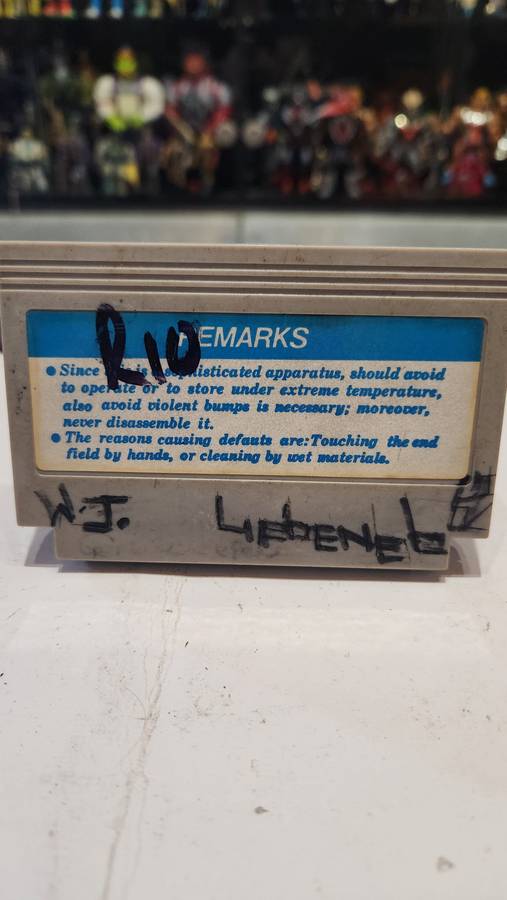 R10
REMARKS
● Since this is a sophisticated apparatus, should avoid
to operate or to store under extreme temperature,
also avoid violent bumps is necessary; moreover,
never disassemble it.
● The reasons causing defauts are:Touching the end
field by hands, or cleaning by wet materials.
W.J.